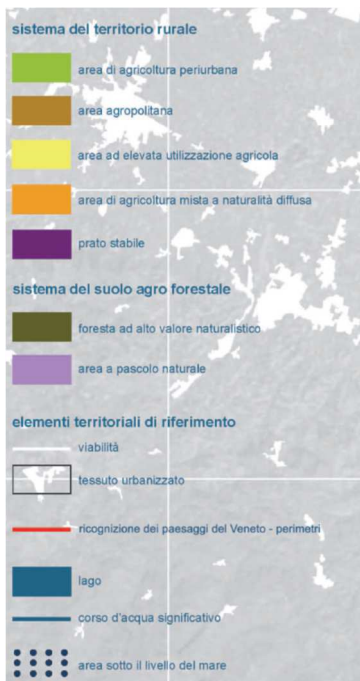 sistema del territorio rurale
area di agricoltura periurbana
area agropolitana
area ad elevata utilizzazione agricola
area di agricoltura mista a naturalità diffusa
prato stabile
sistema del suolo agro forestale
foresta ad alto valore naturalistico
area a pascolo naturale
elementi territoriali di riferimento
viabilità
tessuto urbanizzato
ricognizione dei paesaggi del Veneto - perimetri
lago
corso d'acqua significativo
area sotto il livello del mare